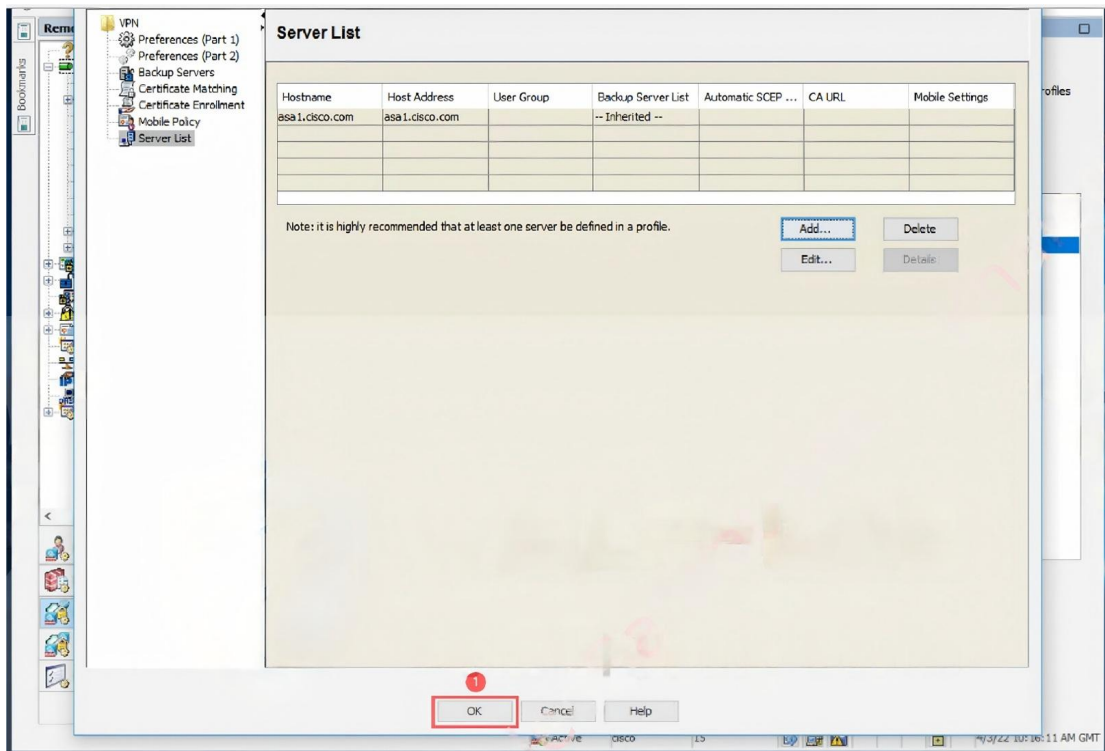 Bookmarks
Remo
VPN
Preferences (Part 1)
Preferences (Part 2)
Backup Servers
Certificate Matching
Certificate Enrollment
Mobile Policy
Server List
Server List
Hostname Host Address User Group Backup Server List Automatic SCEP ... CA URL Mobile Settings
asa1.cisco.com asa1.cisco.com -- Inherited --
Note: it is highly recommended that at least one server be defined in a profile.
Add... Delete
Edit... Details
ofiles
<
1
OK Cancel Help
Active cisco 15 4/3/22 10:16:11 AM GMT